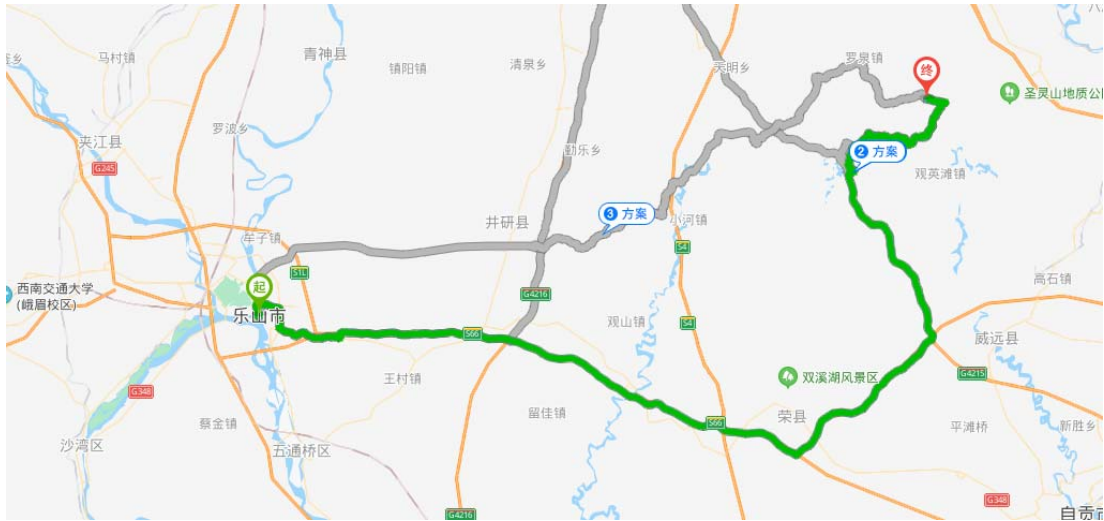 马村镇
青神县
镇阳镇
清泉乡
天明乡
罗泉镇
终
圣灵山地质公
罗波乡
夹江县
G245
勤乐乡
2 方案
观英滩镇
井研县
3 方案
小河镇
牟子镇
S1L
S4
起
西南交通大学
(峨眉校区)
乐山市
G4216
高石镇
观山镇
S4
S66
威远县
王村镇
双溪湖风景区
G4215
G348
留佳镇
荣县
蔡金镇
S66
平滩桥
新胜乡
沙湾区
五通桥区
G348
G4216
自贡市